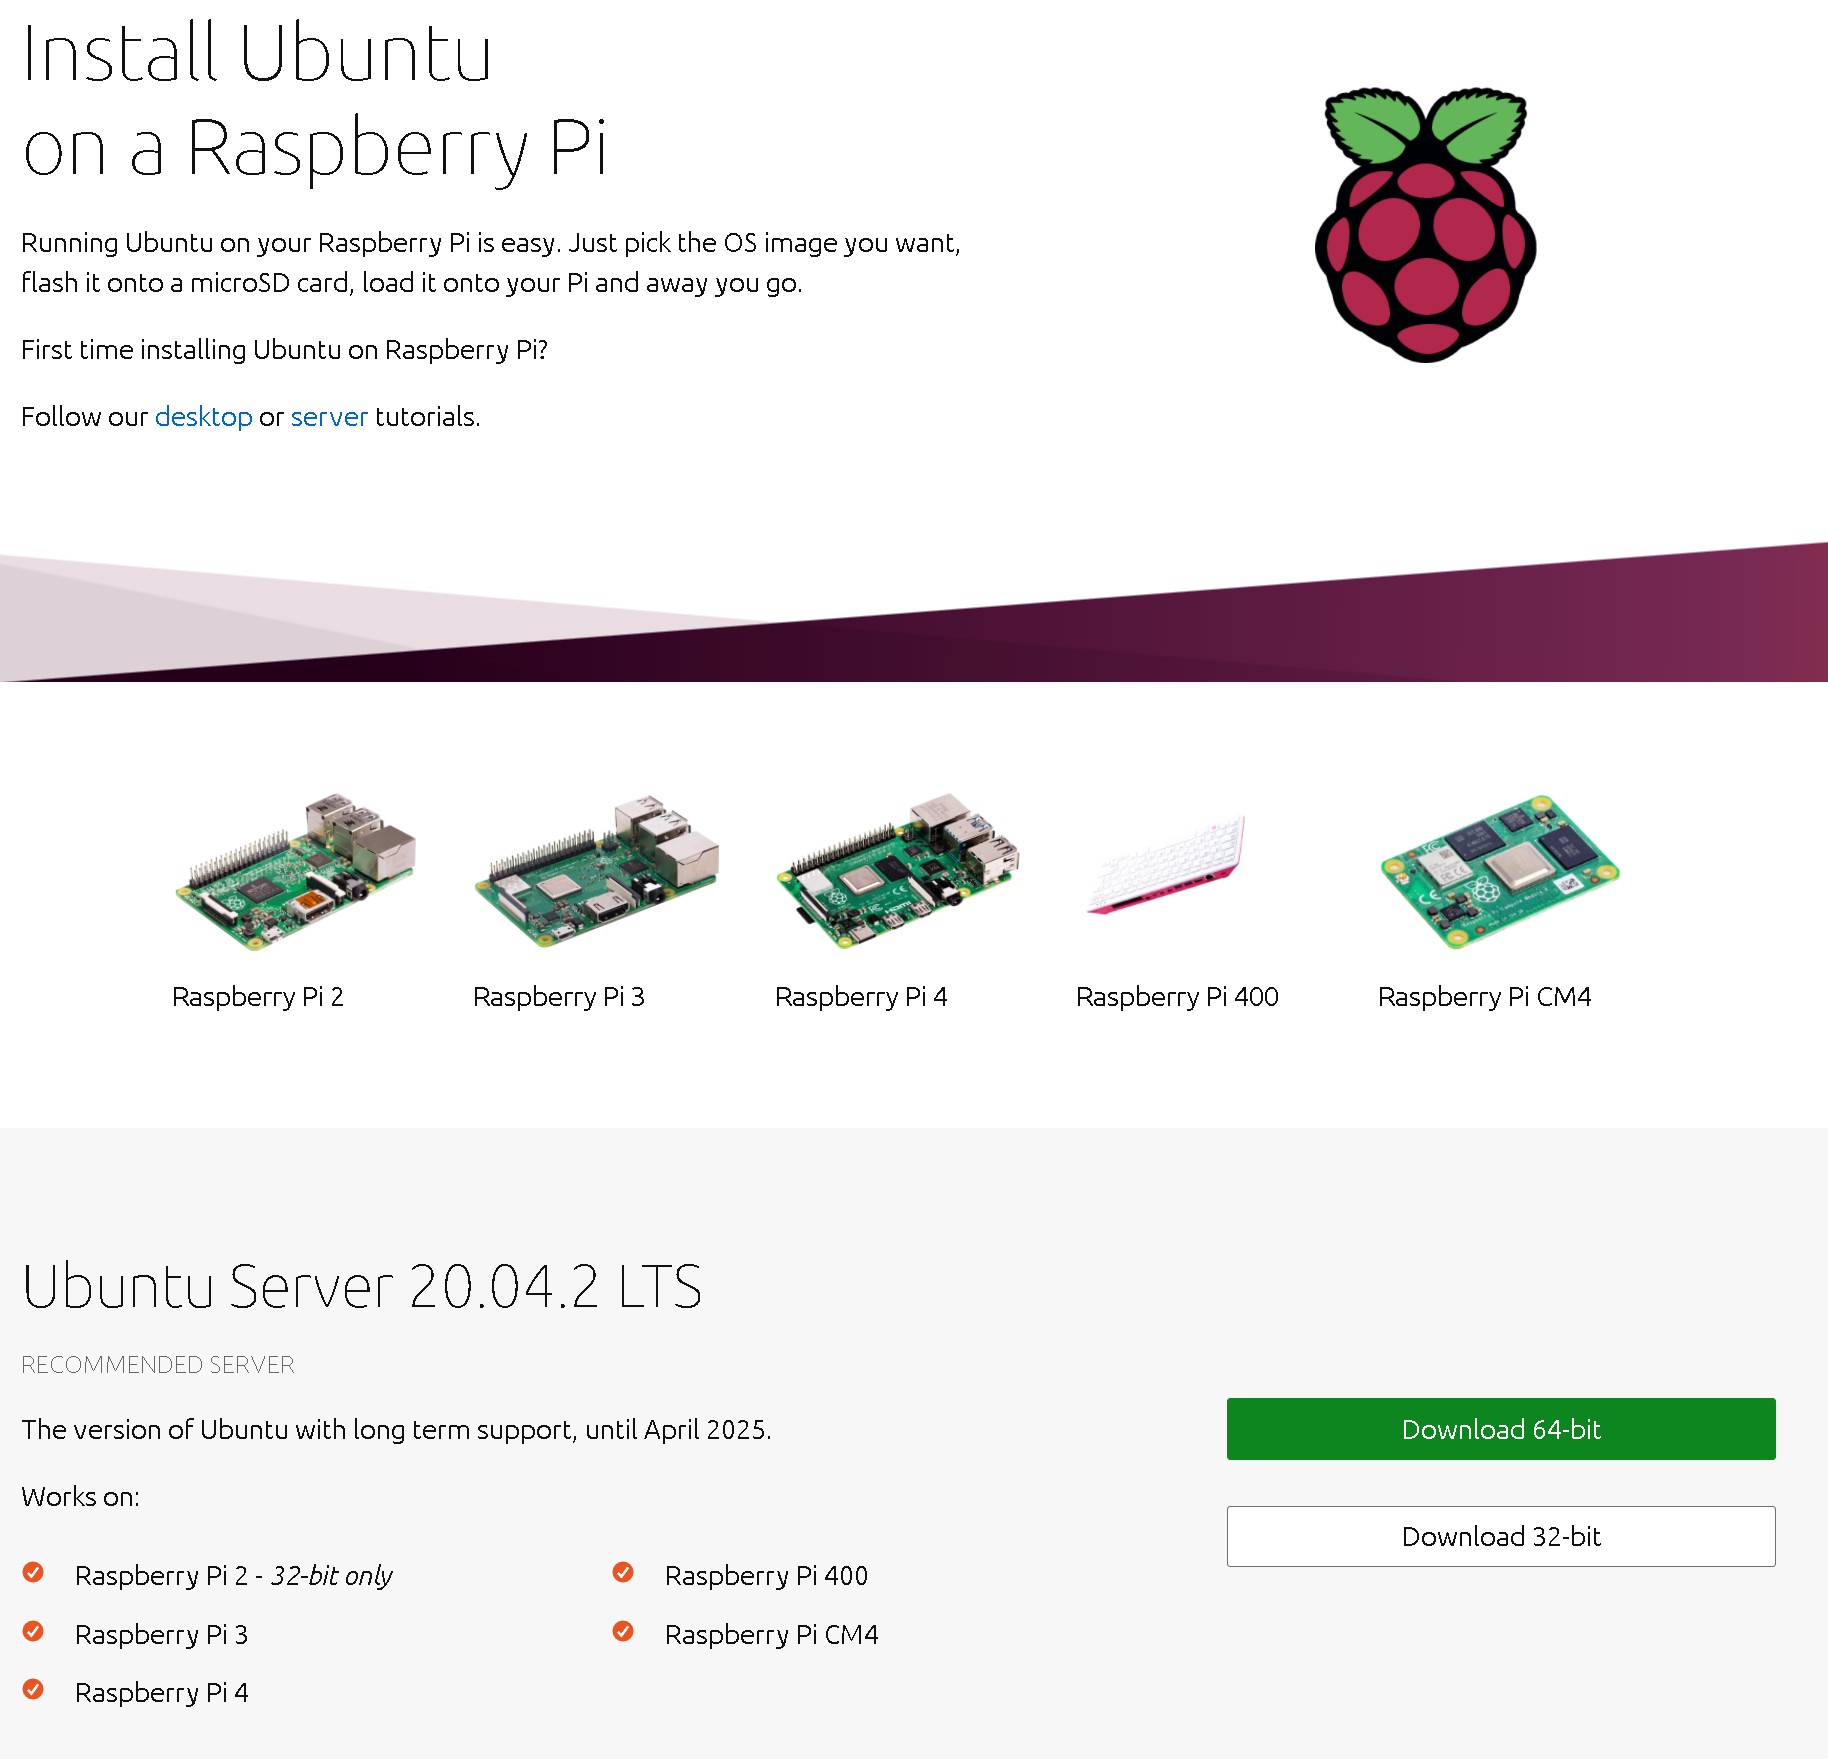 Install Ubuntu
on a Raspberry Pi
Running Ubuntu on your Raspberry Pi is easy. Just pick the OS image you want,
flash it onto a microSD card, load it onto your Pi and away you go.
First time installing Ubuntu on Raspberry Pi?
Follow our desktop or server tutorials.
Raspberry Pi 2
Raspberry Pi 3
Raspberry Pi 4
Raspberry Pi 400
Raspberry Pi CM4
Ubuntu Server 20.04.2 LTS
RECOMMENDED SERVER
The version of Ubuntu with long term support, until April 2025.
Works on:
Raspberry Pi 2 - 32-bit only
Raspberry Pi 3
Raspberry Pi 4
Raspberry Pi 400
Raspberry Pi CM4
Download 64-bit
Download 32-bit